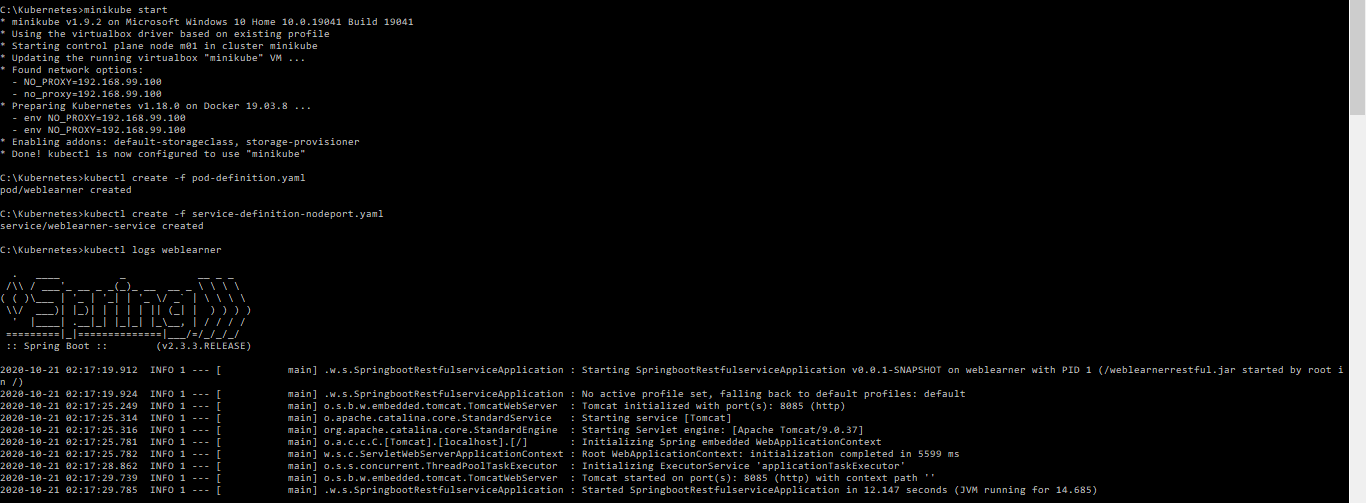 C:\Kubernetes>minikube start
* minikube v1.9.2 on Microsoft Windows 10 Home 10.0.19041 Build 19041
* Using the virtualbox driver based on existing profile
* Starting control plane node m01 in cluster minikube
* Updating the running virtualbox "minikube" VM ...
* Found network options:
  - NO_PROXY=192.168.99.100
  - no_proxy=192.168.99.100
* Preparing Kubernetes v1.18.0 on Docker 19.03.8 ...
  - env NO_PROXY=192.168.99.100
  - env NO_PROXY=192.168.99.100
* Enabling addons: default-storageclass, storage-provisioner
* Done! kubectl is now configured to use "minikube"
C:\Kubernetes>kubectl create -f pod-definition.yaml
pod/weblearner created
C:\Kubernetes>kubectl create -f service-definition-nodeport.yaml
service/weblearner-service created
C:\Kubernetes>kubectl logs weblearner
  .   ____          _            __ _ _
 /\\ / ___'_ __ _ _(_)_ __  __ _ \ \ \ \
( ( )\___ | '_ | '_| | '_ \/ _` | \ \ \ \
 \\/  ___)| |_)| | | | | || (_| |  ) ) ) )
  '  |____| .__|_| |_|_| |_\__, | / / / /
 =========|_|==============|___/=/_/_/_/
 :: Spring Boot ::        (v2.3.3.RELEASE)
2020-10-21 02:17:19.912  INFO 1 --- [           main] .w.s.SpringbootRestfulserviceApplication : Starting SpringbootRestfulserviceApplication v0.0.1-SNAPSHOT on weblearner with PID 1 (/weblearnerrestful.jar started by root i
n /)
2020-10-21 02:17:19.924  INFO 1 --- [           main] .w.s.SpringbootRestfulserviceApplication : No active profile set, falling back to default profiles: default
2020-10-21 02:17:25.249  INFO 1 --- [           main] o.s.b.w.embedded.tomcat.TomcatWebServer  : Tomcat initialized with port(s): 8085 (http)
2020-10-21 02:17:25.314  INFO 1 --- [           main] o.apache.catalina.core.StandardService   : Starting service [Tomcat]
2020-10-21 02:17:25.316  INFO 1 --- [           main] org.apache.catalina.core.StandardEngine  : Starting Servlet engine: [Apache Tomcat/9.0.37]
2020-10-21 02:17:25.781  INFO 1 --- [           main] o.a.c.c.C.[Tomcat].[localhost].[/]       : Initializing Spring embedded WebApplicationContext
2020-10-21 02:17:25.782  INFO 1 --- [           main] w.s.c.ServletWebServerApplicationContext : Root WebApplicationContext: initialization completed in 5599 ms
2020-10-21 02:17:28.862  INFO 1 --- [           main] o.s.s.concurrent.ThreadPoolTaskExecutor  : Initializing ExecutorService 'applicationTaskExecutor'
2020-10-21 02:17:29.739  INFO 1 --- [           main] o.s.b.w.embedded.tomcat.TomcatWebServer  : Tomcat started on port(s): 8085 (http) with context path ''
2020-10-21 02:17:29.785  INFO 1 --- [           main] .w.s.SpringbootRestfulserviceApplication : Started SpringbootRestfulserviceApplication in 12.147 seconds (JVM running for 14.685)